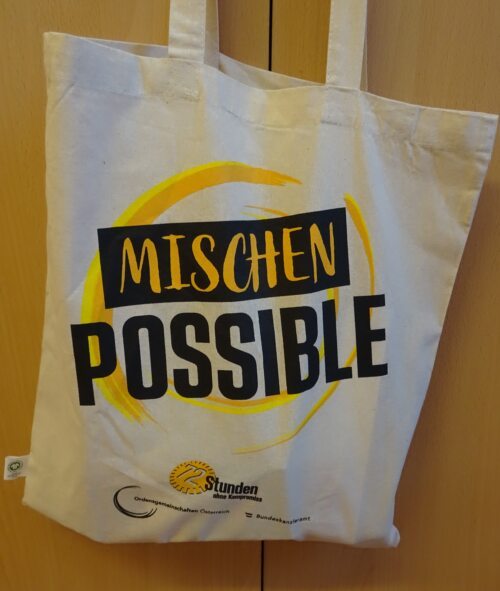 MISCHEN
POSSIBLE
72 Stunden
ohne Kompromiss
Ordensgemeinschaften Österreich
Bundeskanzleramt